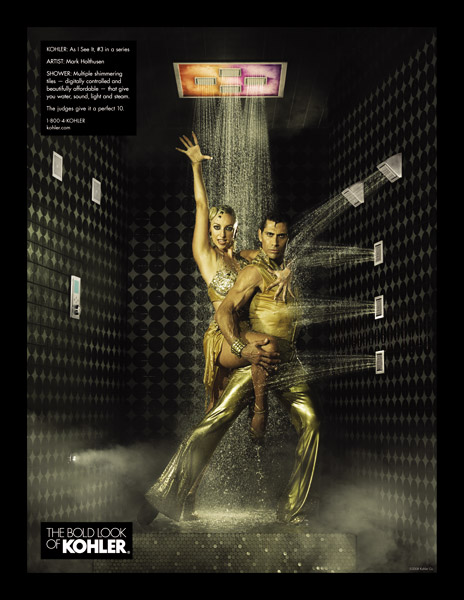 KOHLER: As I See It, #3 in a series
ARTIST: Mark Holthusen
SHOWER: Multiple shimmering
tiles — digitally controlled and
beautifully affordable — that give
you water, sound, light and steam.
The judges give it a perfect 10.
1-800-4-KOHLER
kohler.com
THE BOLD LOOK
OF KOHLER®